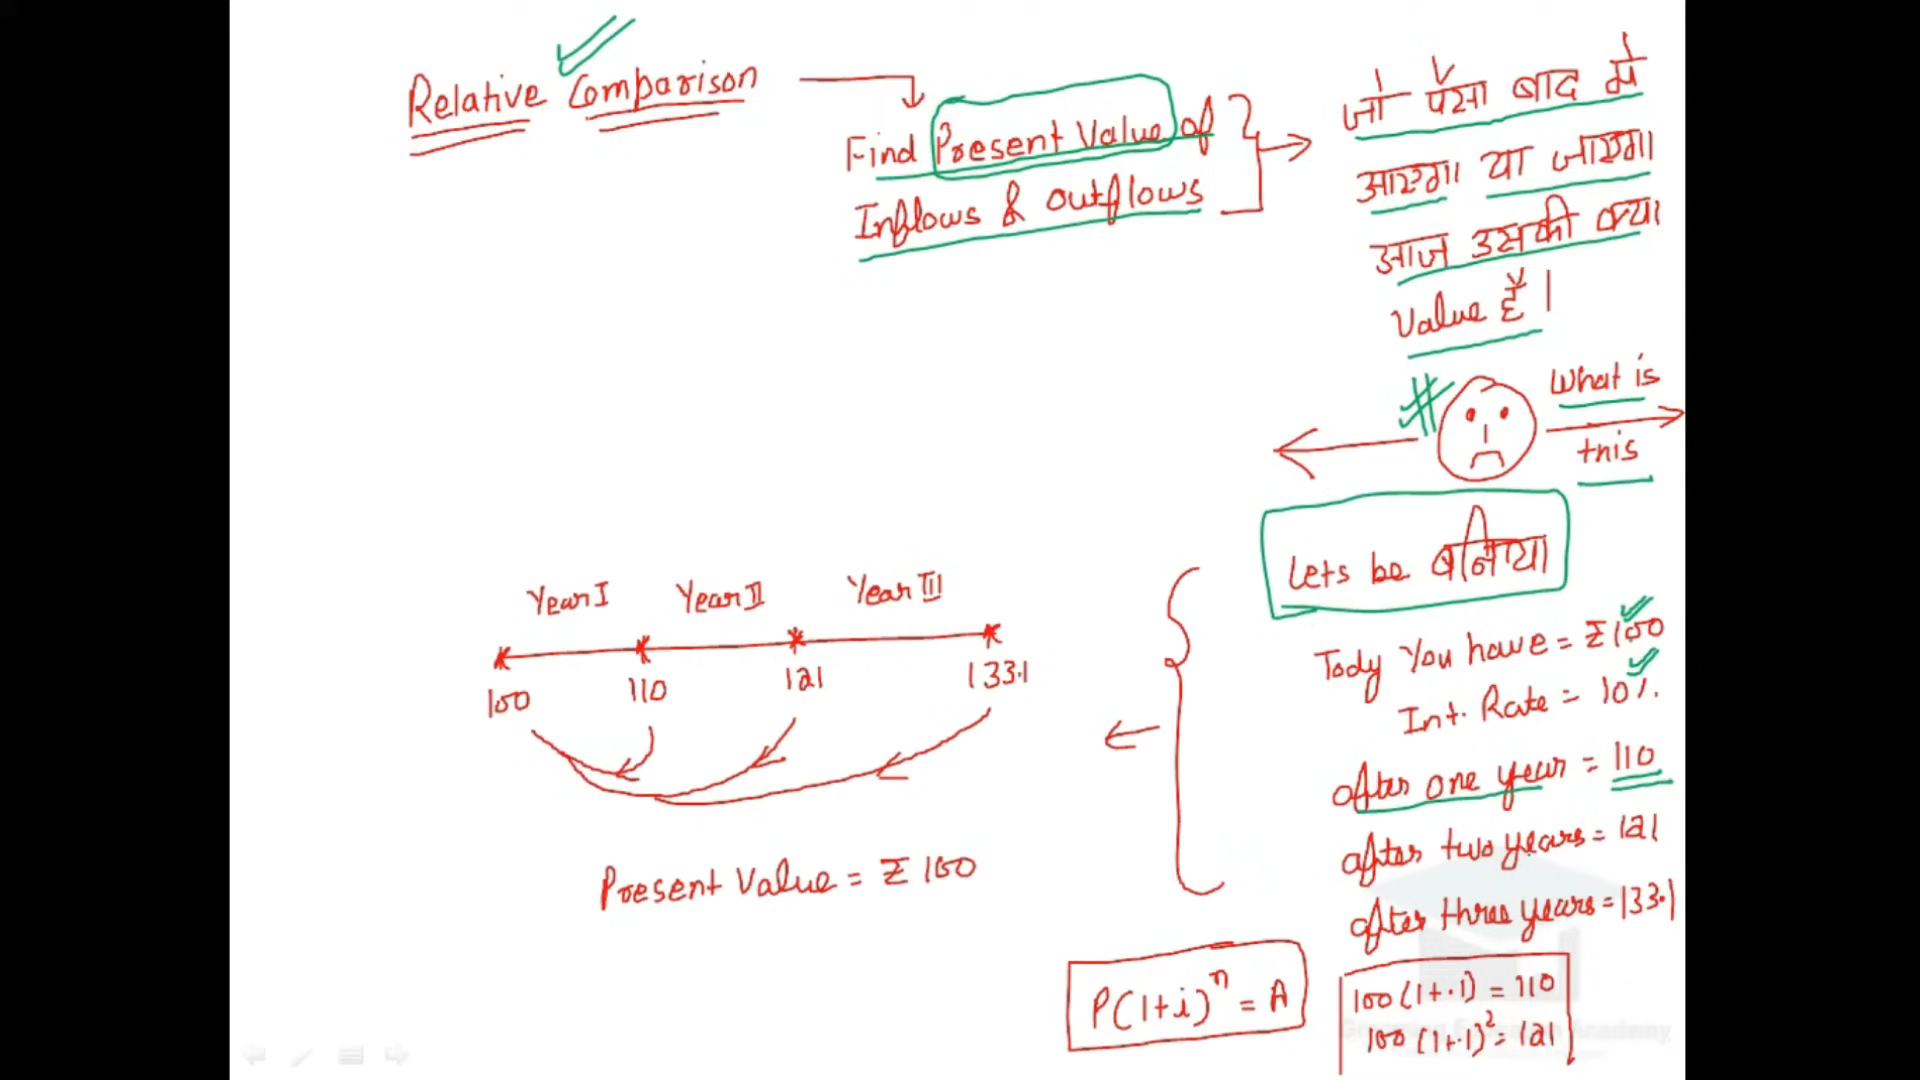 Relative Comparison
Find Present Value of
Inflows & outflows
जो पैसा बाद में
आएगा या जाएगा
आज उसकी क्या
Value है।
What is
this
Lets be बनिया
Tody You have = ₹100
Int. Rate = 10%.
after one year = 110
after two years = 121
after three years = 133.1
Year I Year II Year III
100 110 121 133.1
Present Value = ₹ 100
P(1+i)ⁿ = A
100(1+.1) = 110
100(1+.1)² = 121